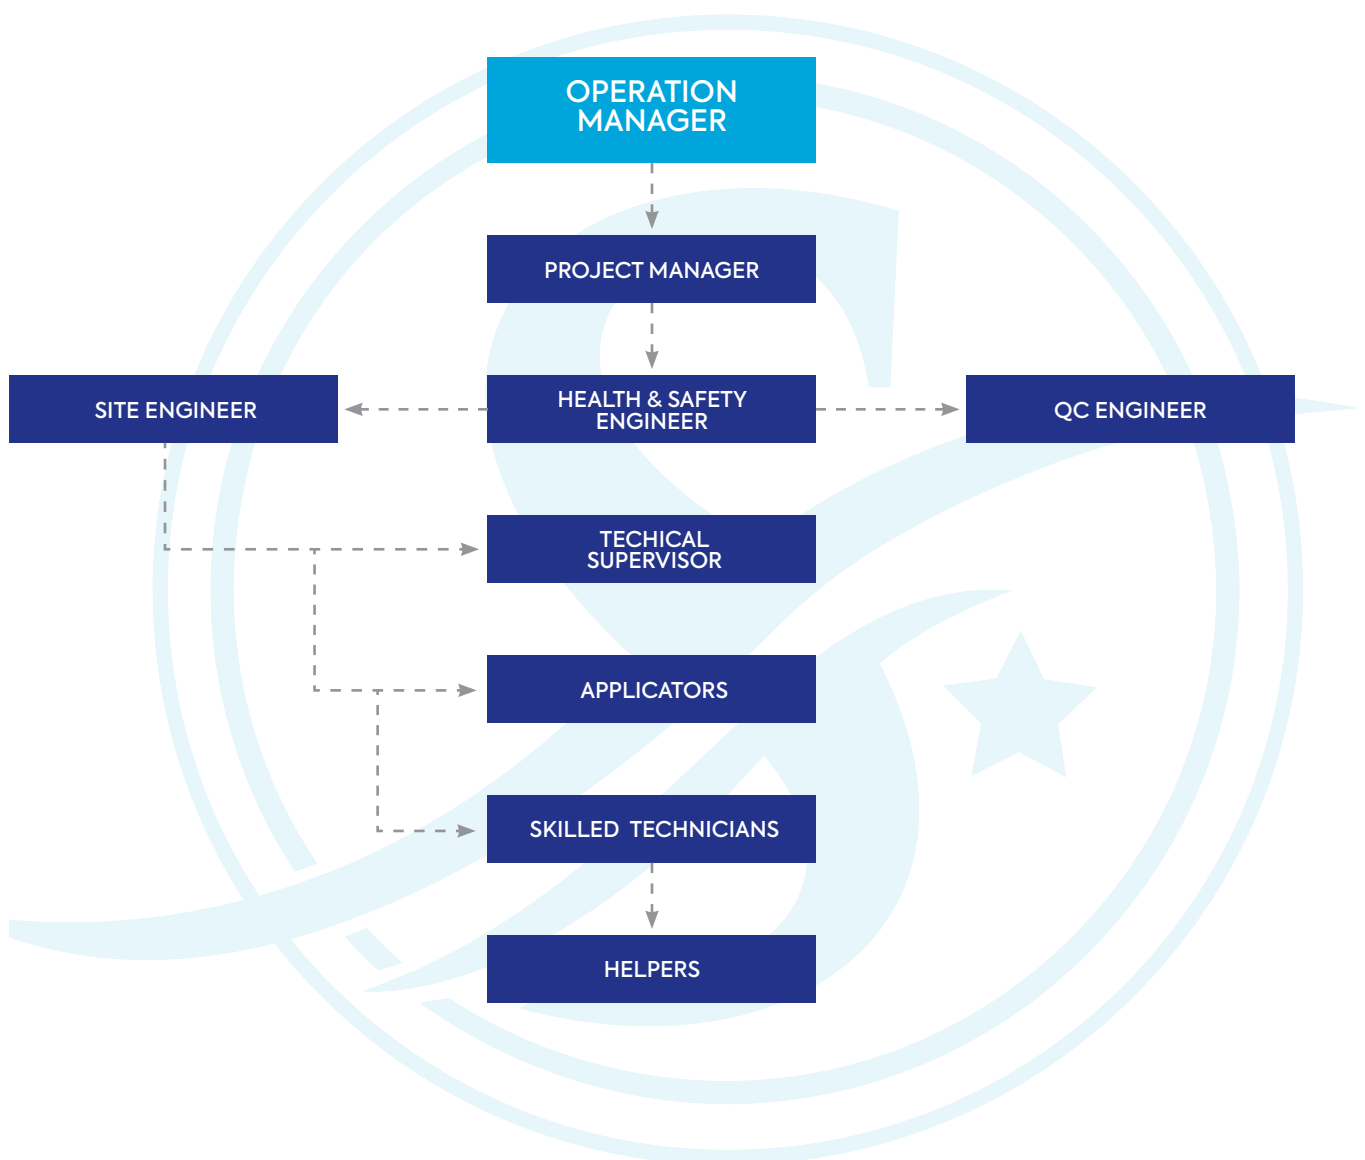 OPERATION
MANAGER
PROJECT MANAGER
SITE ENGINEER
HEALTH & SAFETY
ENGINEER
QC ENGINEER
TECHICAL
SUPERVISOR
APPLICATORS
SKILLED TECHNICIANS
HELPERS